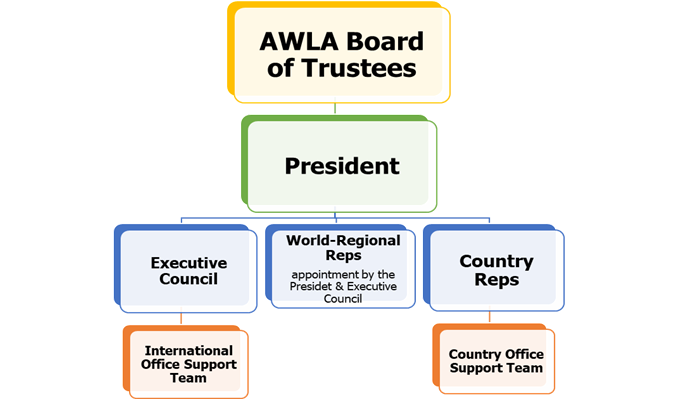 AWLA Board
of Trustees
President
Executive
Council
World-Regional
Reps
appointment by the
Presidet & Executive
Council
Country
Reps
International
Office Support
Team
Country Office
Support Team